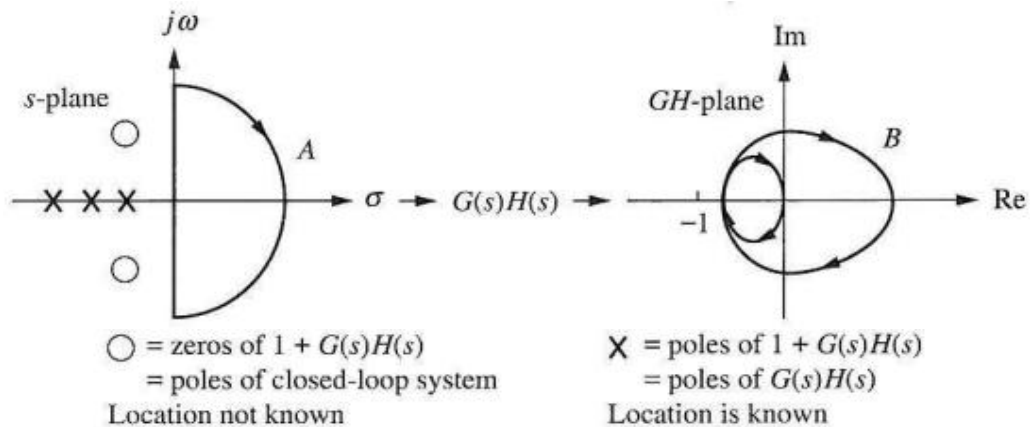 jω
s-plane
A
σ
G(s)H(s)
Im
GH-plane
B
−1
Re
= zeros of 1 + G(s)H(s)
= poles of closed-loop system
Location not known
X = poles of 1 + G(s)H(s)
= poles of G(s)H(s)
Location is known